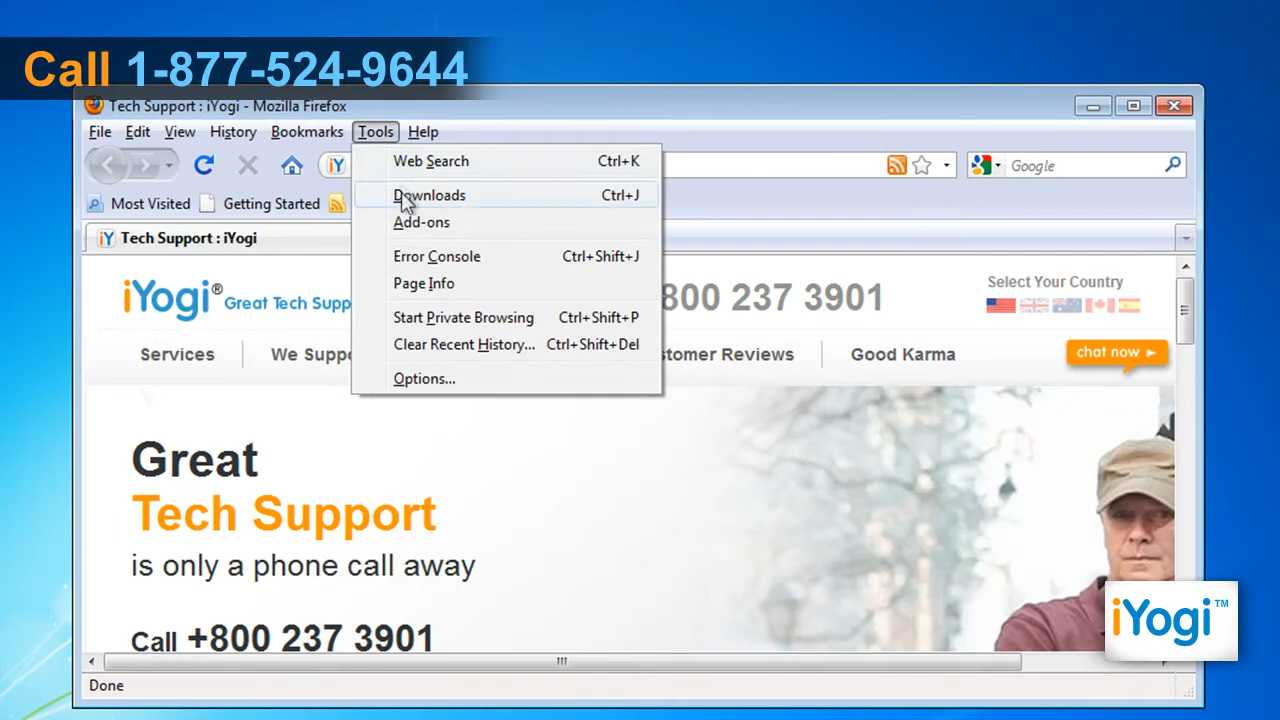 Call 1-877-524-9644
Tech Support : iYogi - Mozilla Firefox
File Edit View History Bookmarks Tools Help
iY Google
Most Visited Getting Started
iY Tech Support : iYogi
Web Search Ctrl+K
Downloads Ctrl+J
Add-ons
Error Console Ctrl+Shift+J
Page Info
Start Private Browsing Ctrl+Shift+P
Clear Recent History... Ctrl+Shift+Del
Options...
iYogi® Great Tech Supp
800 237 3901
Select Your Country
Services We Suppo stomer Reviews Good Karma
chat now
Great
Tech Support
is only a phone call away
Call +800 237 3901
iYogi™
Done